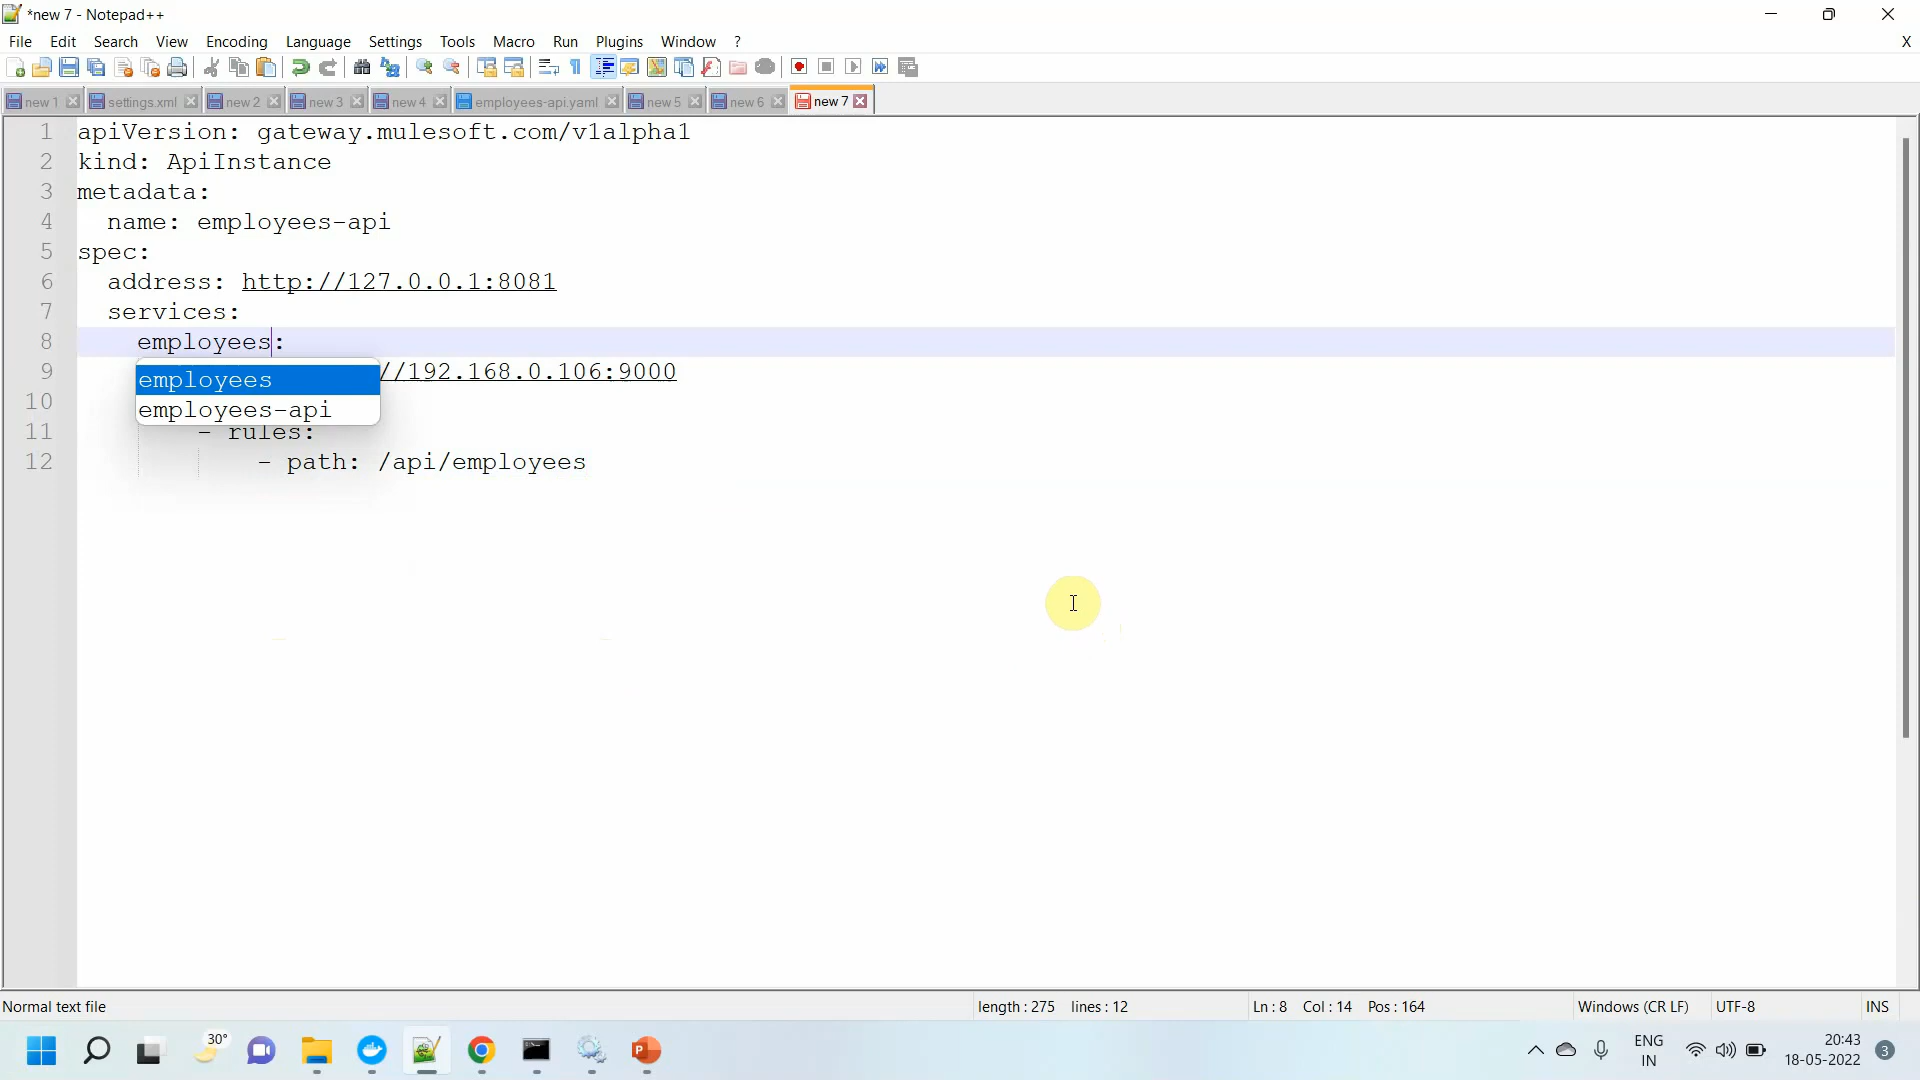 *new 7 - Notepad++
File Edit Search View Encoding Language Settings Tools Macro Run Plugins Window ? X
new 1 settings.xml new 2 new 3 new 4 employees-api.yaml new 5 new 6 new 7
1 apiVersion: gateway.mulesoft.com/v1alpha1
2 kind: ApiInstance
3 metadata:
4 name: employees-api
5 spec:
6 address: http://127.0.0.1:8081
7 services:
8 employees:
9 //192.168.0.106:9000
employees
10
employees-api
11 - rules:
12 - path: /api/employees
Normal text file length : 275 lines : 12 Ln : 8 Col : 14 Pos : 164 Windows (CR LF) UTF-8 INS
30°
ENG
IN
20:43
18-05-2022
3